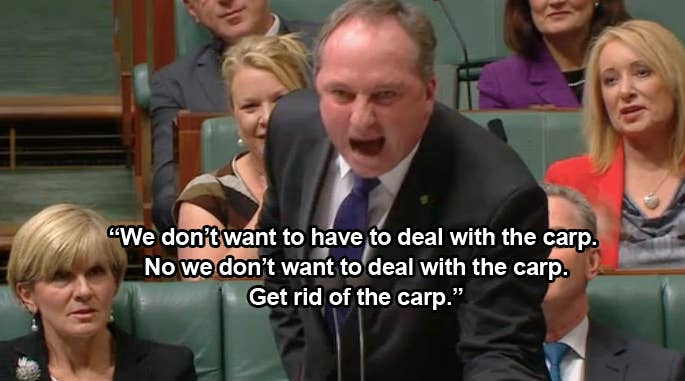 “We don’t want to have to deal with the carp.
No we don’t want to deal with the carp.
Get rid of the carp.”